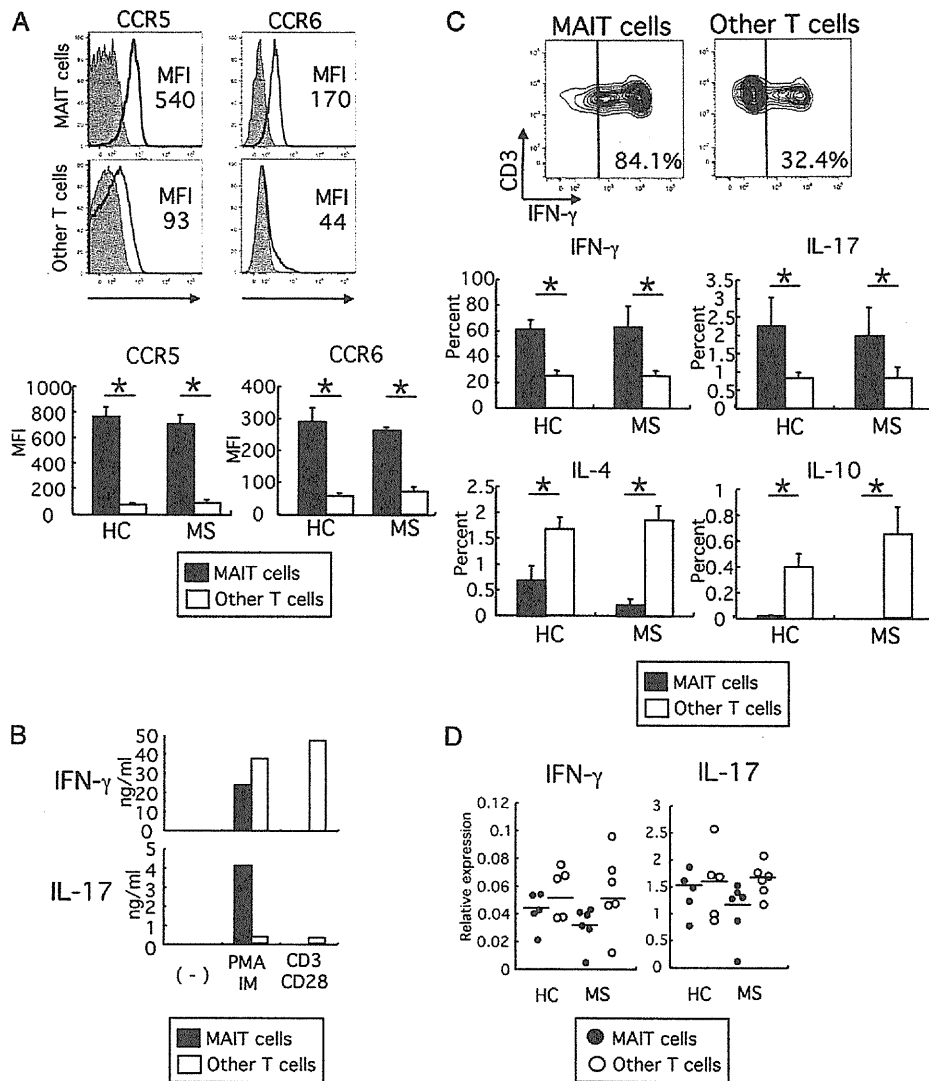 A
CCR5
CCR6
MAIT cells
MFI
540
MFI
170
Other T cells
MFI
93
MFI
44
CCR5
CCR6
MFI
1000
800
600
400
200
0
*
*
HC
MS
MFI
400
300
200
100
0
*
*
HC
MS
MAIT cells
Other T cells
B
IFN-γ
ng/ml
50
40
30
20
10
0
IL-17
ng/ml
5
4
3
2
1
0
(-)
PMA
IM
CD3
CD28
MAIT cells
Other T cells
C
MAIT cells
Other T cells
84.1%
32.4%
CD3
IFN-γ
IFN-γ
Percent
100
80
60
40
20
0
*
*
HC
MS
IL-17
Percent
3.5
3
2.5
2
1.5
1
0.5
0
*
*
HC
MS
IL-4
Percent
2.5
2
1.5
1
0.5
0
*
*
HC
MS
IL-10
Percent
1
0.8
0.6
0.4
0.2
0
*
*
HC
MS
MAIT cells
Other T cells
D
IFN-γ
IL-17
Relative expression
0.12
0.1
0.08
0.06
0.04
0.02
0
HC
MS
3
2.5
2
1.5
1
0.5
0
HC
MS
MAIT cells
Other T cells